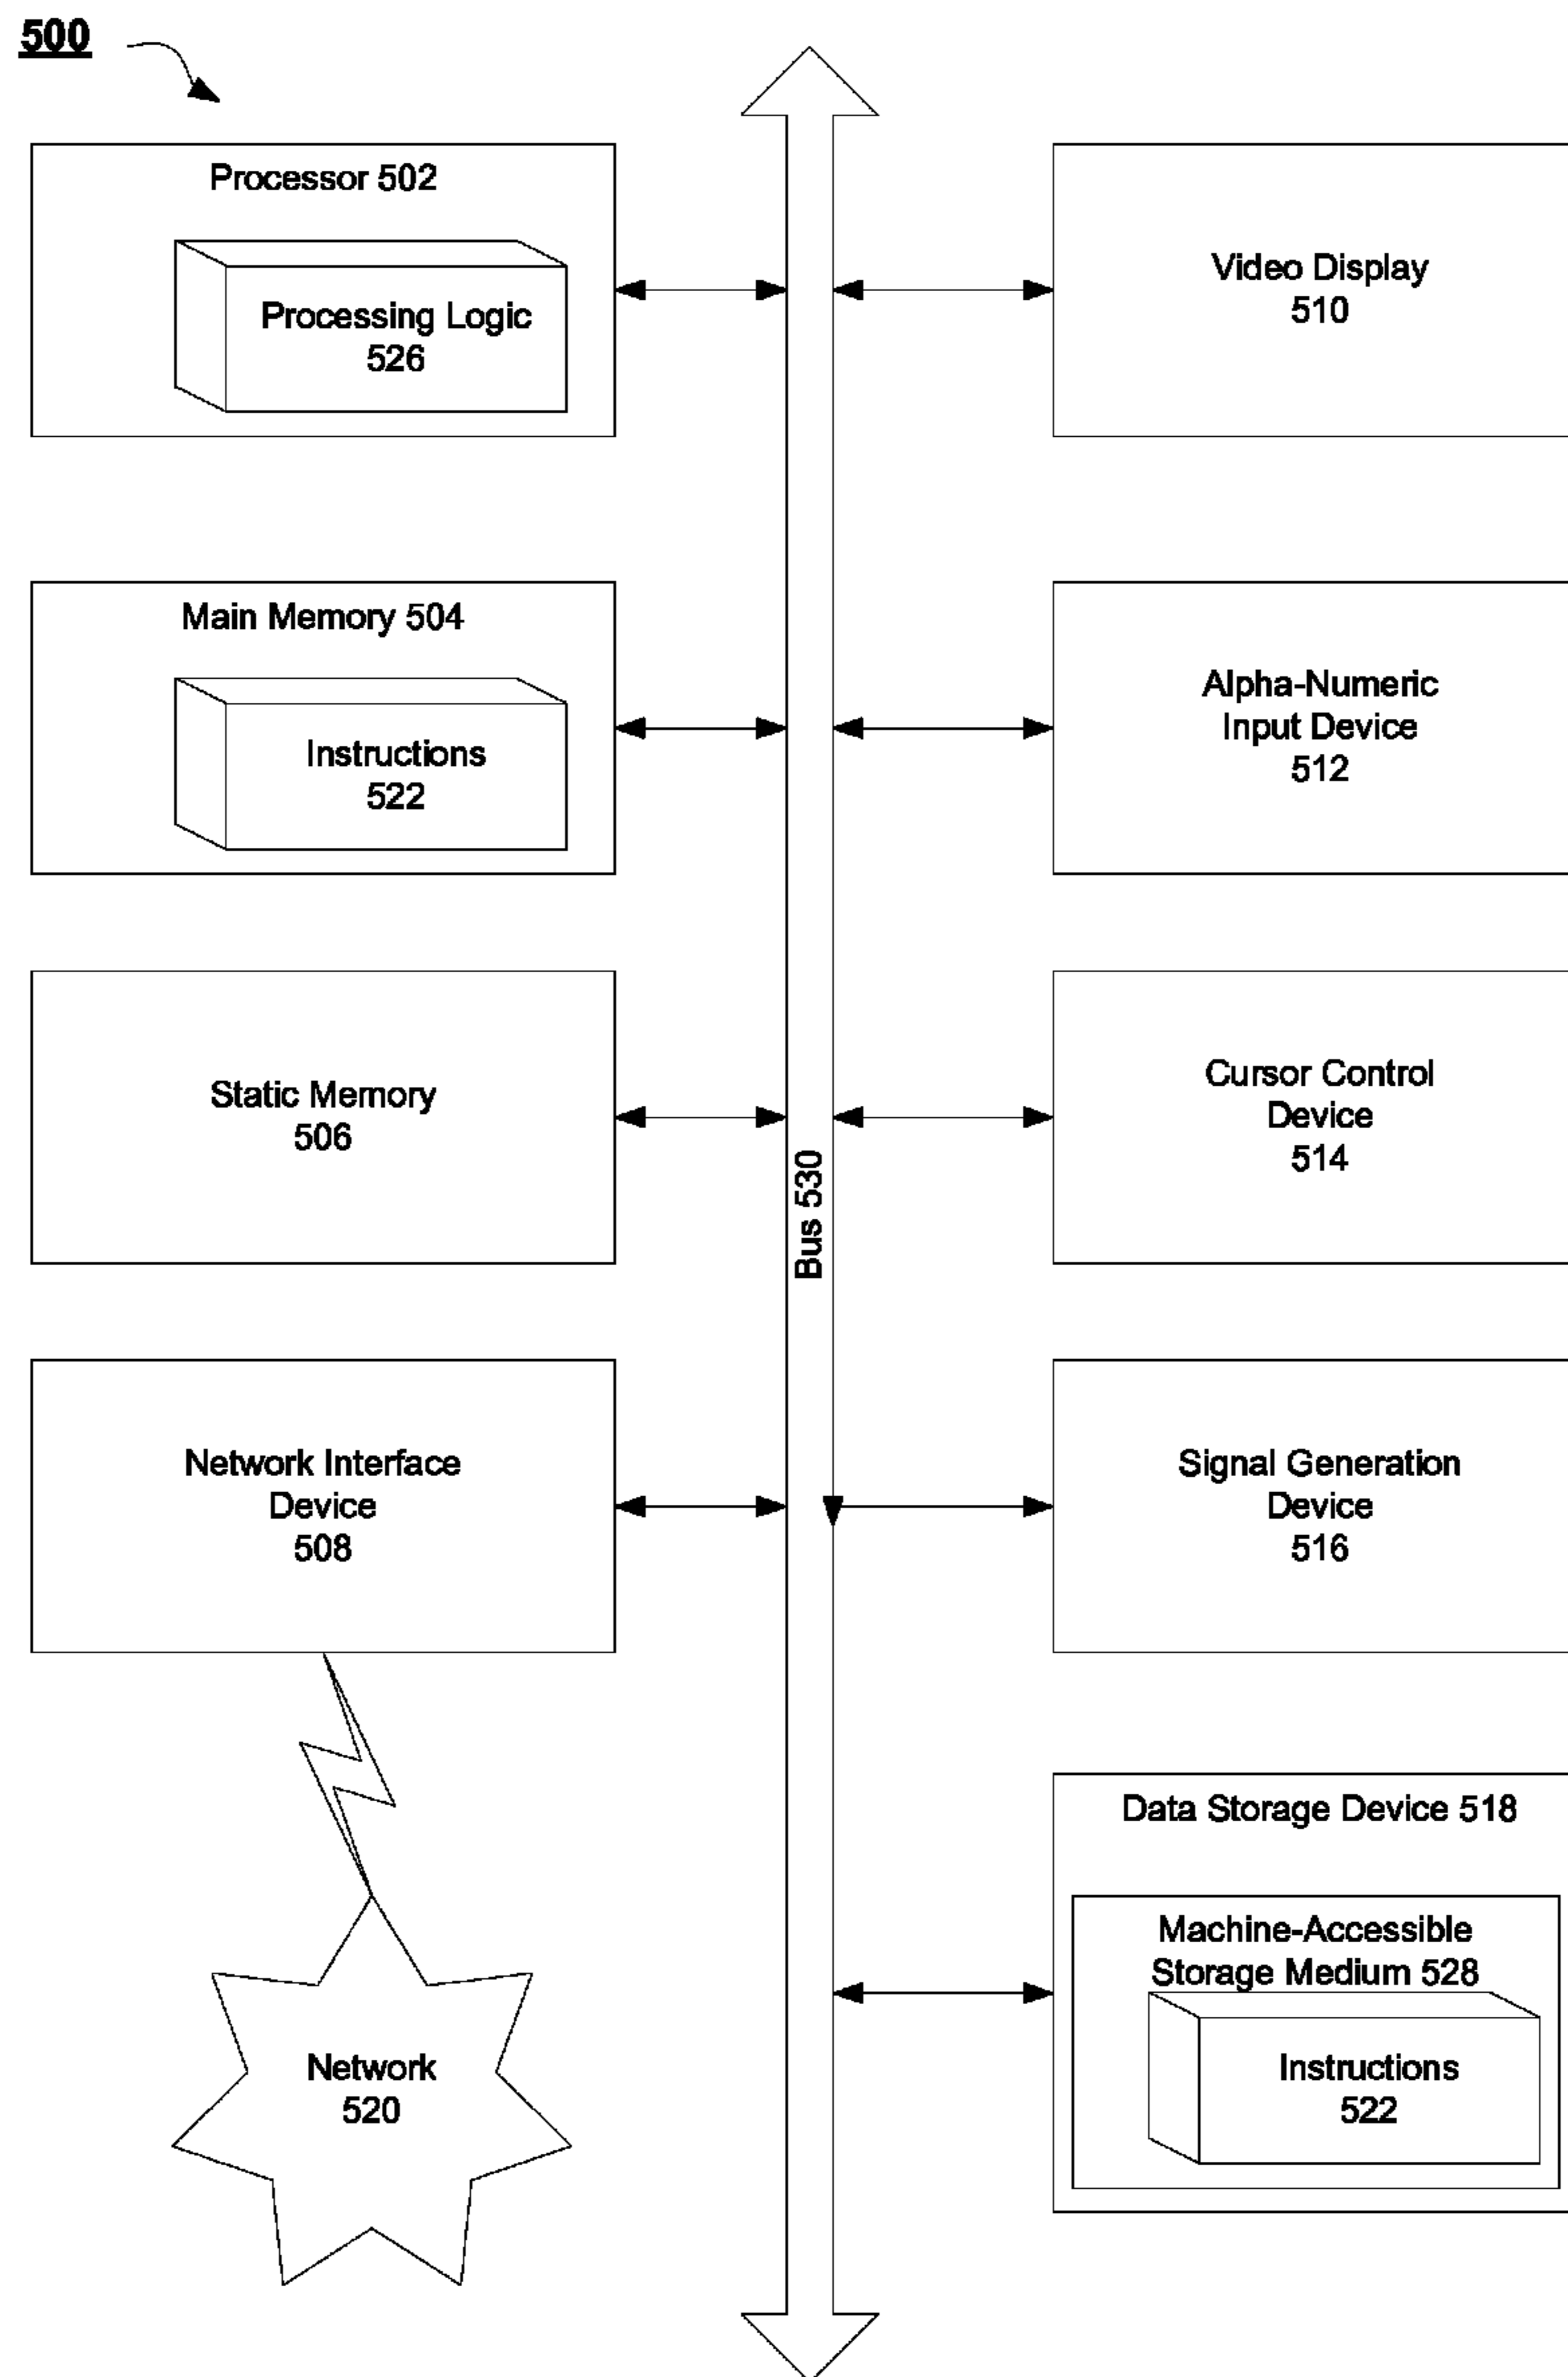 500
Processor 502
Processing Logic
526
Main Memory 504
Instructions
522
Static Memory
506
Network Interface
Device
508
Network
520
Bus 530
Video Display
510
Alpha-Numeric
Input Device
512
Cursor Control
Device
514
Signal Generation
Device
516
Data Storage Device 518
Machine-Accessible
Storage Medium 528
Instructions
522